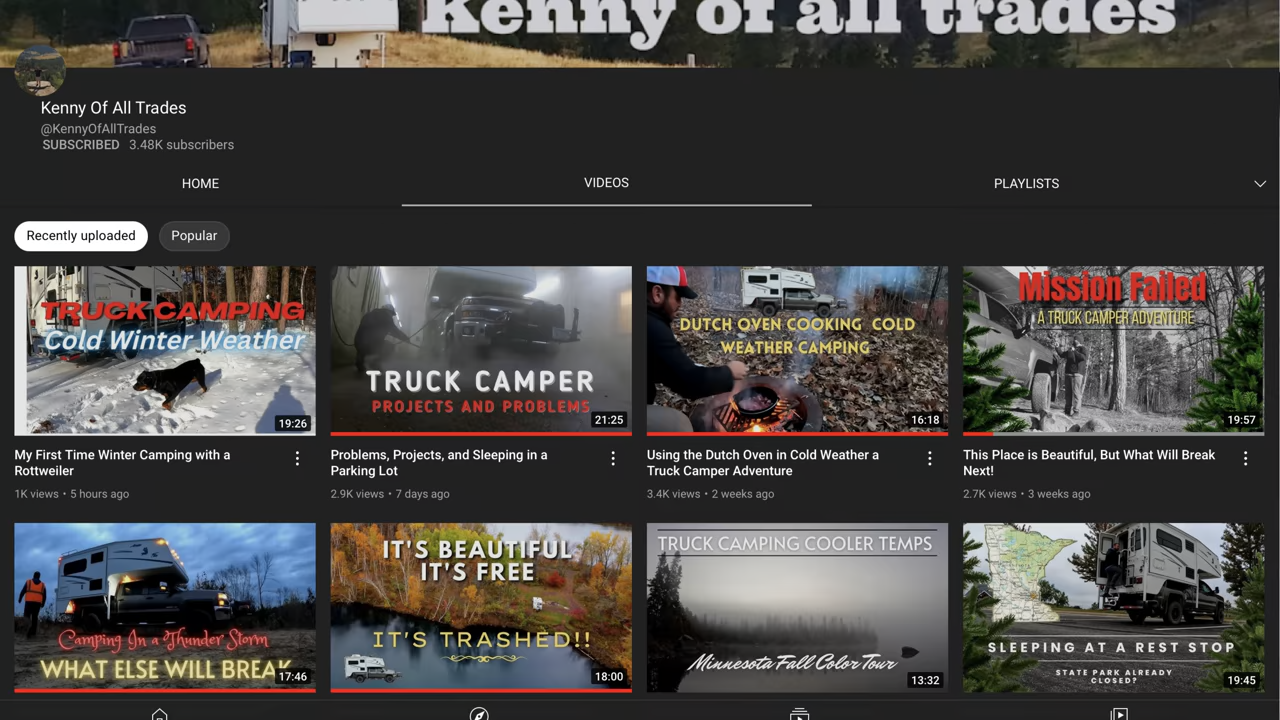 Kenny of all trades
Kenny Of All Trades
@KennyOfAllTrades
SUBSCRIBED 3.48K subscribers
HOME VIDEOS PLAYLISTS
Recently uploaded Popular
TRUCK CAMPING
Cold Winter Weather
19:26
TRUCK CAMPER
PROJECTS AND PROBLEMS
21:25
DUTCH OVEN COOKING COLD
WEATHER CAMPING
16:18
Mission Failed
A TRUCK CAMPER ADVENTURE
19:57
My First Time Winter Camping with a
Rottweiler
1K views • 5 hours ago
Problems, Projects, and Sleeping in a
Parking Lot
2.9K views • 7 days ago
Using the Dutch Oven in Cold Weather a
Truck Camper Adventure
3.4K views • 2 weeks ago
This Place is Beautiful, But What Will Break
Next!
2.7K views • 3 weeks ago
Camping In a Thunder Storm
WHAT ELSE WILL BREAK
17:46
IT'S BEAUTIFUL
IT'S FREE
IT'S TRASHED!!
18:00
TRUCK CAMPING COOLER TEMPS
Minnesota Fall Color Tour
13:32
SLEEPING AT A REST STOP
STATE PARK ALREADY
CLOSED?
19:45